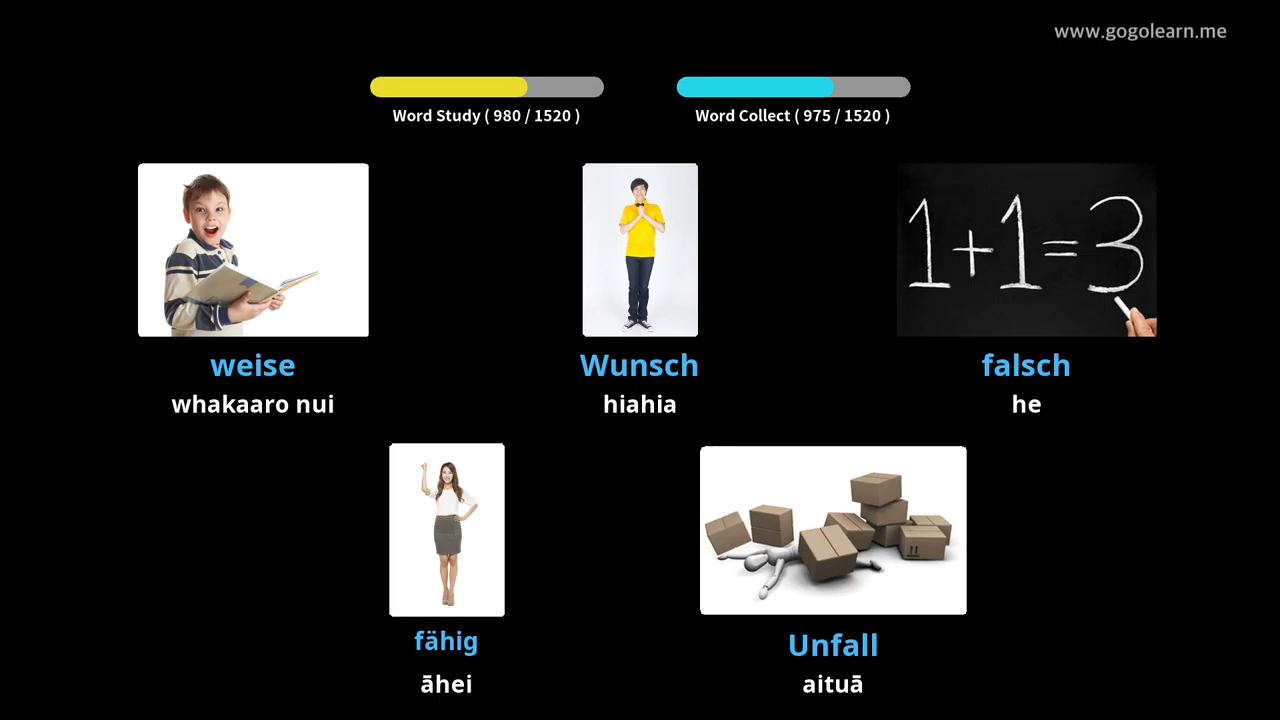 www.gogolearn.me
Word Study ( 980 / 1520 )
Word Collect ( 975 / 1520 )
1+1=3
weise
whakaaro nui
Wunsch
hiahia
falsch
he
fähig
āhei
Unfall
aituā